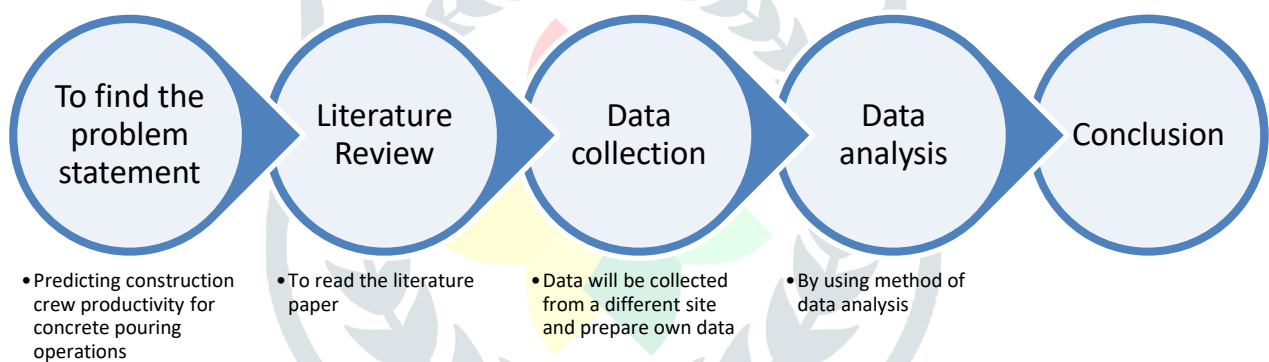 To find the
problem
statement
Literature
Review
Data
collection
Data
analysis
Conclusion
•Predicting construction
crew productivity for
concrete pouring
operations
•To read the literature
paper
•Data will be collected
from a different site
and prepare own data
•By using method of
data analysis